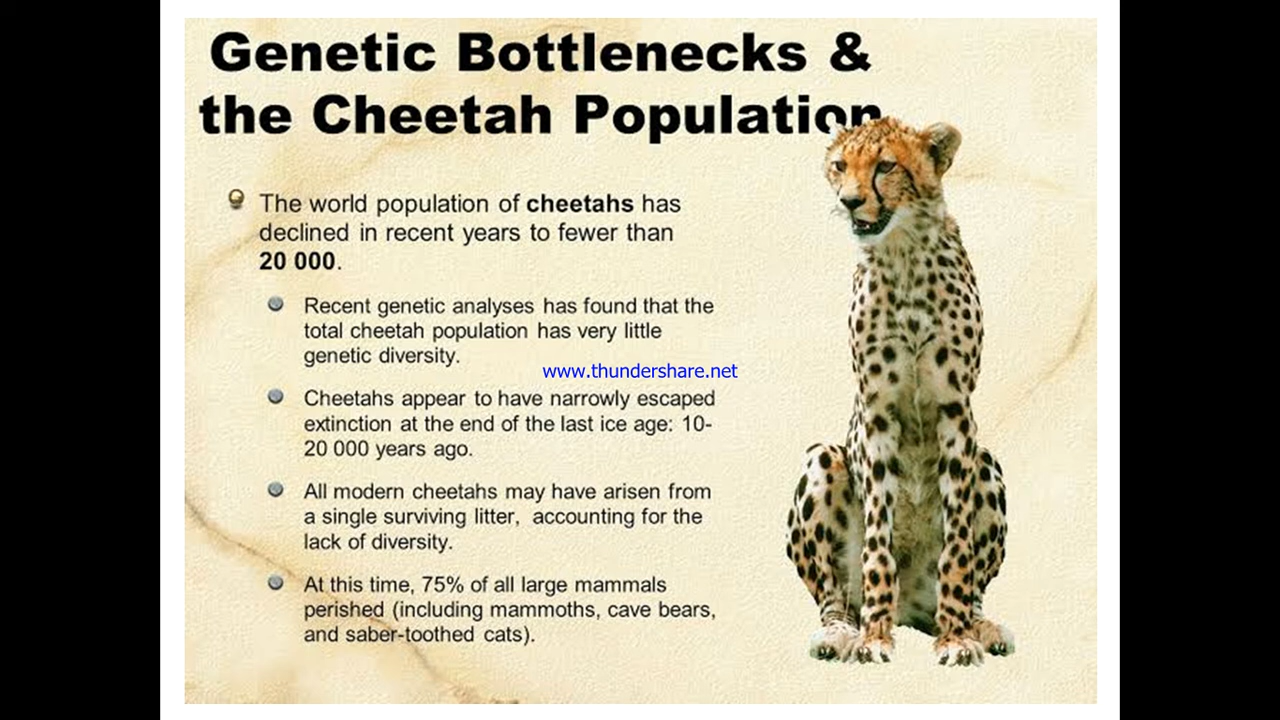 Genetic Bottlenecks &
the Cheetah Population
The world population of cheetahs has
declined in recent years to fewer than
20 000.
Recent genetic analyses has found that the
total cheetah population has very little
genetic diversity.
www.thundershare.net
Cheetahs appear to have narrowly escaped
extinction at the end of the last ice age: 10-
20 000 years ago.
All modern cheetahs may have arisen from
a single surviving litter, accounting for the
lack of diversity.
At this time, 75% of all large mammals
perished (including mammoths, cave bears,
and saber-toothed cats).